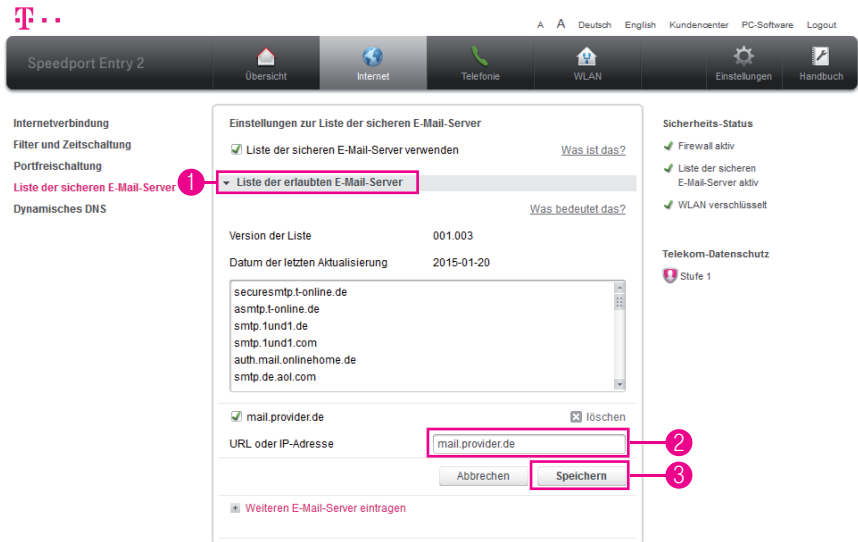 T
A A Deutsch English Kundencenter PC-Software Logout
Speedport Entry 2
Übersicht
Internet
Telefonie
WLAN
Einstellungen
Handbuch
Internetverbindung
Filter und Zeitschaltung
Portfreischaltung
Liste der sicheren E-Mail-Server
Dynamisches DNS
Einstellungen zur Liste der sicheren E-Mail-Server
Liste der sicheren E-Mail-Server verwenden
Was ist das?
1
Liste der erlaubten E-Mail-Server
Was bedeutet das?
Version der Liste 001.003
Datum der letzten Aktualisierung 2015-01-20
securesmtp.t-online.de
asmtp.t-online.de
smtp.1und1.de
smtp.1und1.com
auth.mail.onlinehome.de
smtp.de.aol.com
mail.provider.de
löschen
URL oder IP-Adresse mail.provider.de
2
Abbrechen Speichern
3
Weiteren E-Mail-Server eintragen
Sicherheits-Status
Firewall aktiv
Liste der sicheren
E-Mail-Server aktiv
WLAN verschlüsselt
Telekom-Datenschutz
Stufe 1